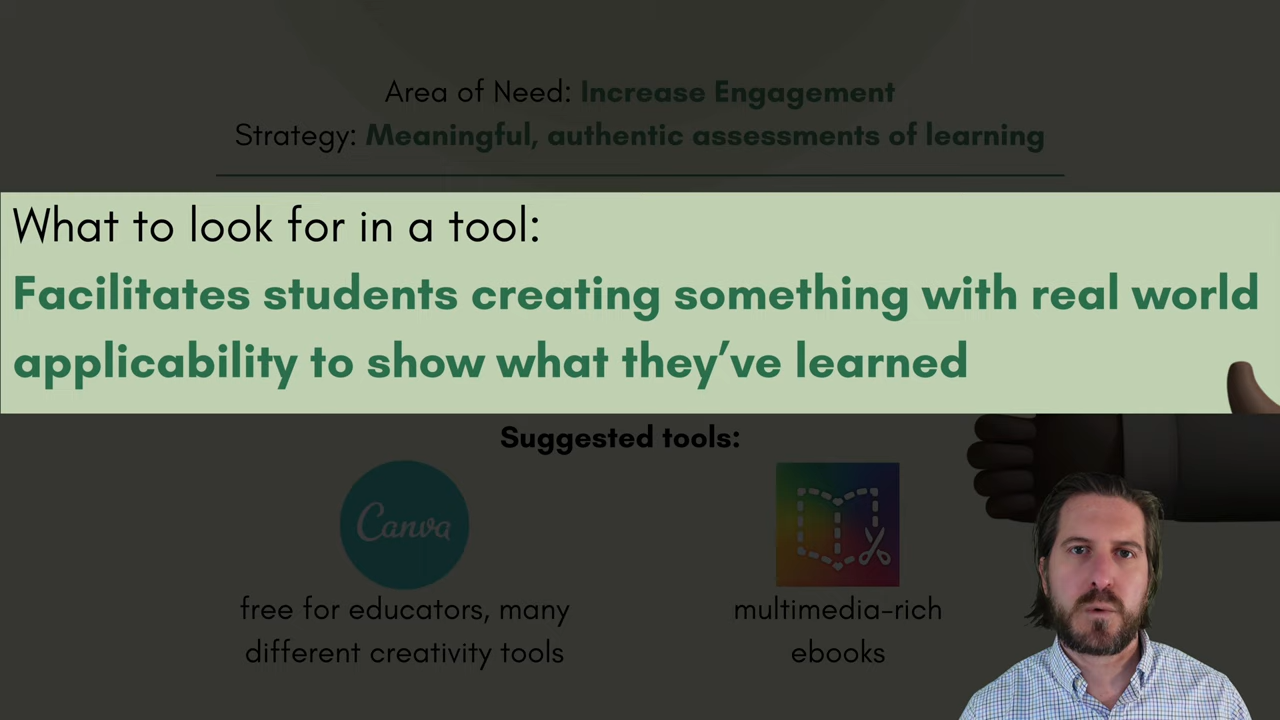 Area of Need: Increase Engagement
Strategy: Meaningful, authentic assessments of learning
What to look for in a tool:
Facilitates students creating something with real world
applicability to show what they’ve learned
Suggested tools:
Canva
free for educators, many
different creativity tools
multimedia-rich
ebooks